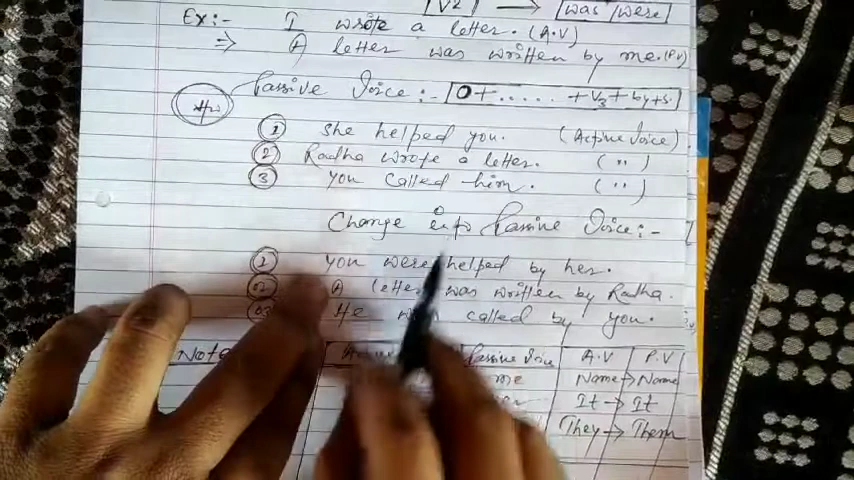 V2 → was/were
Ex:- I wrote a letter. (A.V)
⇒ A letter was written by me. (P.V)
Passive Voice:- O+.....+V3+by+s.
① She helped you. (Active Voice)
② Radha wrote a letter. ( " )
③ You called him. ( " )
Change into Passive Voice:-
① You were helped by her.
02 A letter was written by Radha.
03 He called by you.
Note Passive Voice A.V P.V
me Name → Name
It → It
They → Them